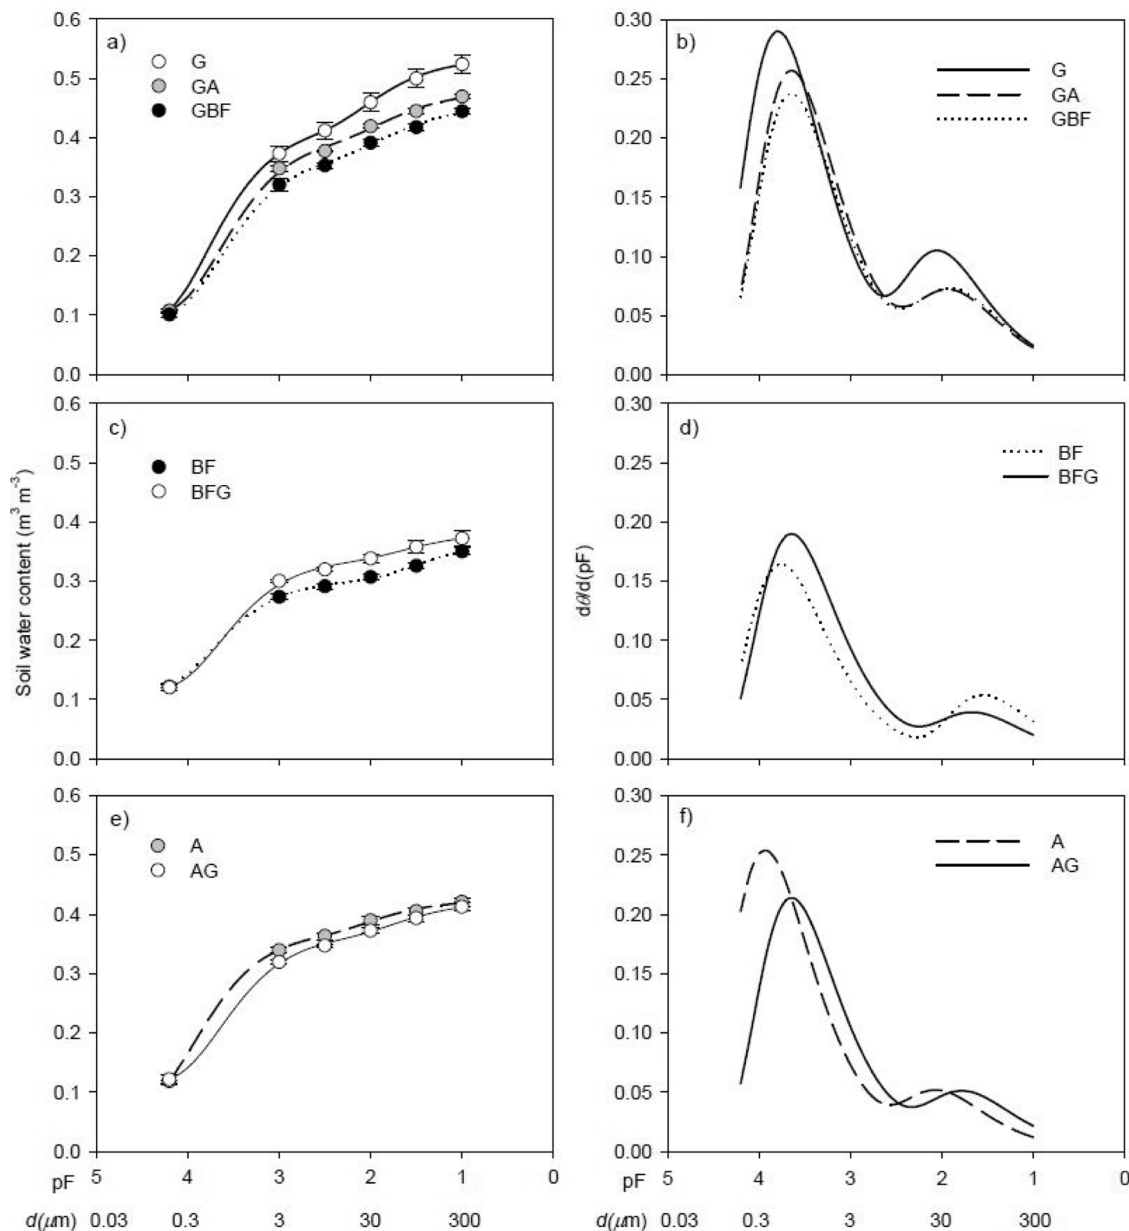 a)
G
GA
GBF
0.6
0.5
0.4
0.3
0.2
0.1
0.0
b)
G
GA
GBF
0.30
0.25
0.20
0.15
0.10
0.05
0.00
c)
BF
BFG
0.6
0.5
0.4
0.3
0.2
0.1
0.0
Soil water content (m³ m⁻³)
d)
BF
BFG
0.30
0.25
0.20
0.15
0.10
0.05
0.00
dθ/d(pF)
e)
A
AG
0.6
0.5
0.4
0.3
0.2
0.1
0.0
5 4 3 2 1 0
pF
d(μm) 0.03 0.3 3 30 300
f)
A
AG
0.30
0.25
0.20
0.15
0.10
0.05
0.00
5 4 3 2 1 0
pF
d(μm) 0.03 0.3 3 30 300